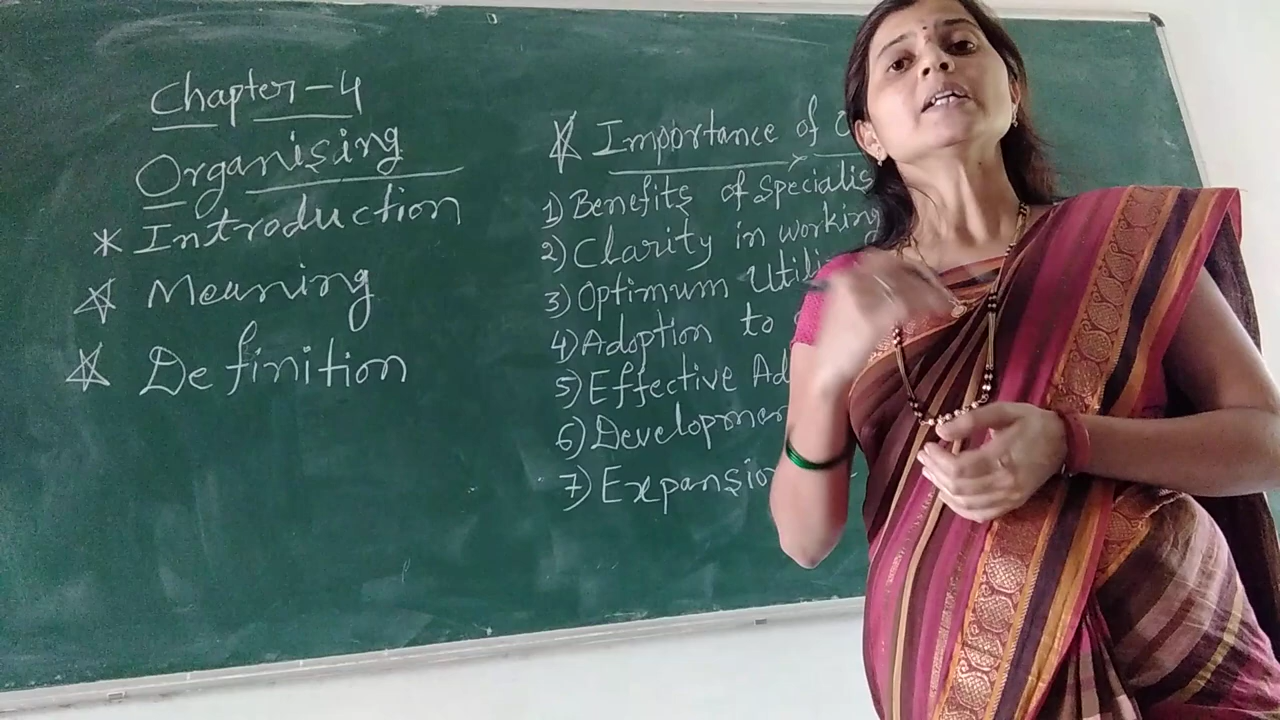 Chapter-4
Organising
* Introduction
* Meaning
* Definition
* Importance of
1) Benefits of Specialis
2) Clarity in working
3) Optimum Utili
4) Adoption to
5) Effective Ad
6) Developmen
7) Expansio